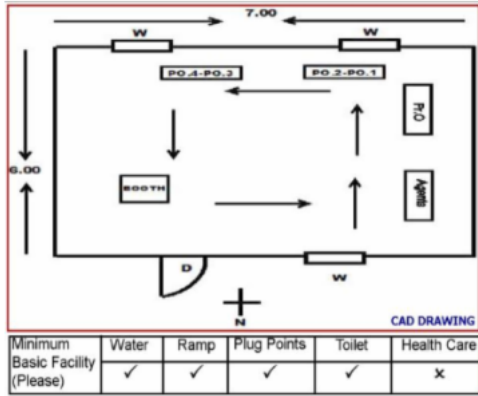 7.00
W W
PO.4-PO.3 PO.2-PO.1
Pr.O
6.00
BOOTH
Agents
D
W
N
CAD DRAWING
Minimum Basic Facility (Please) Water Ramp Plug Points Toilet Health Care
✓ ✓ ✓ ✓ x